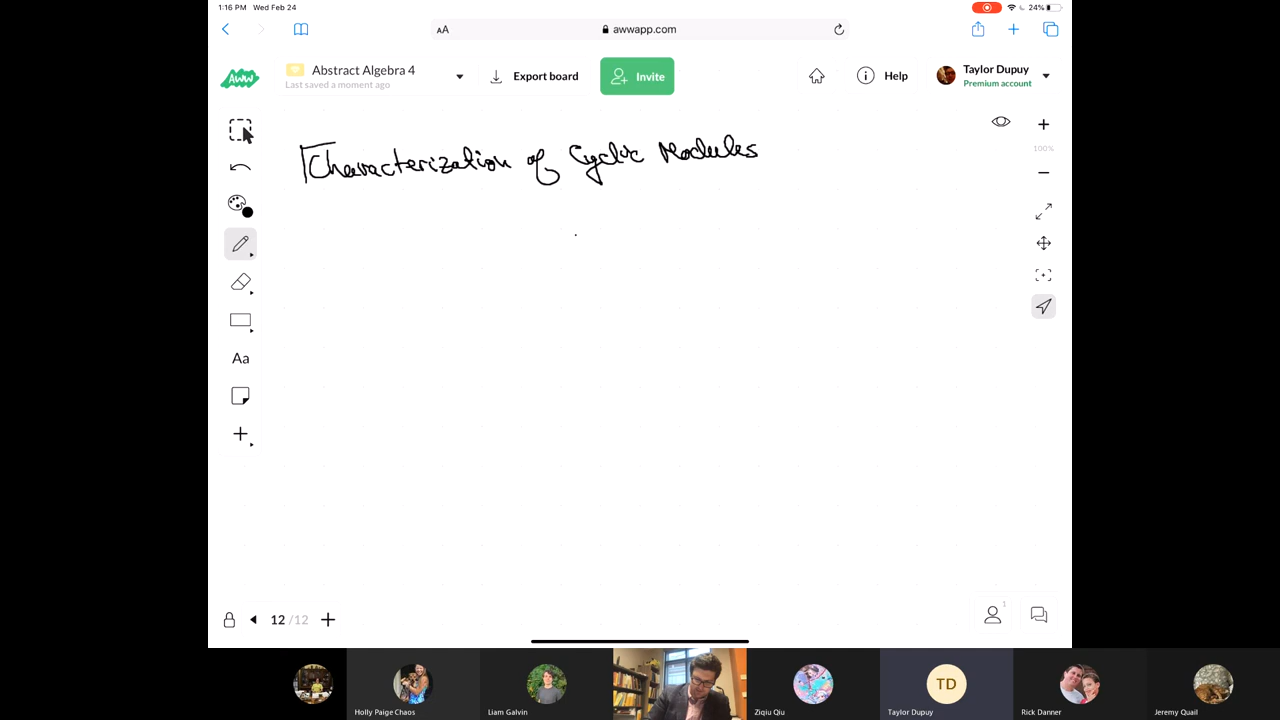 1:16 PM Wed Feb 24
24%
AA
awwapp.com
AWW
Abstract Algebra 4
Last saved a moment ago
Export board
Invite
Help
Taylor Dupuy
Premium account
Characterization of Cyclic Modules
100%
Aa
12 /12
1
Holly Paige Chaos
Liam Galvin
Ziqiu Qiu
TD
Taylor Dupuy
Rick Danner
Jeremy Quail